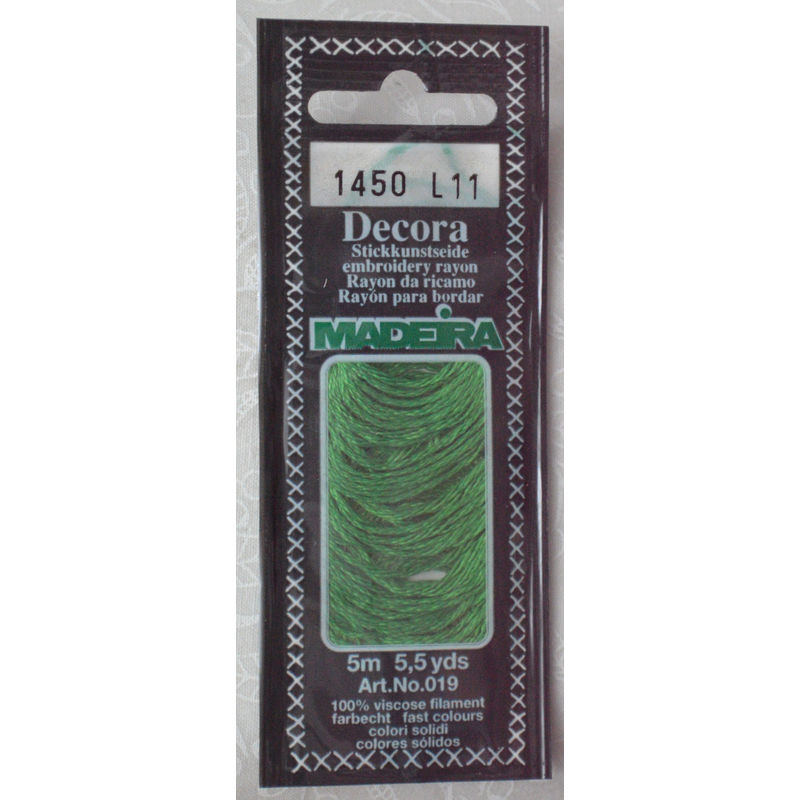 1450 L11
Decora
Stickkunstseide
embroidery rayon
Rayon da ricamo
Rayón para bordar
MADEIRA
5m 5,5 yds
Art.No.019
100% viscose filament
farbecht fast colours
colori solidi
colores sólidos